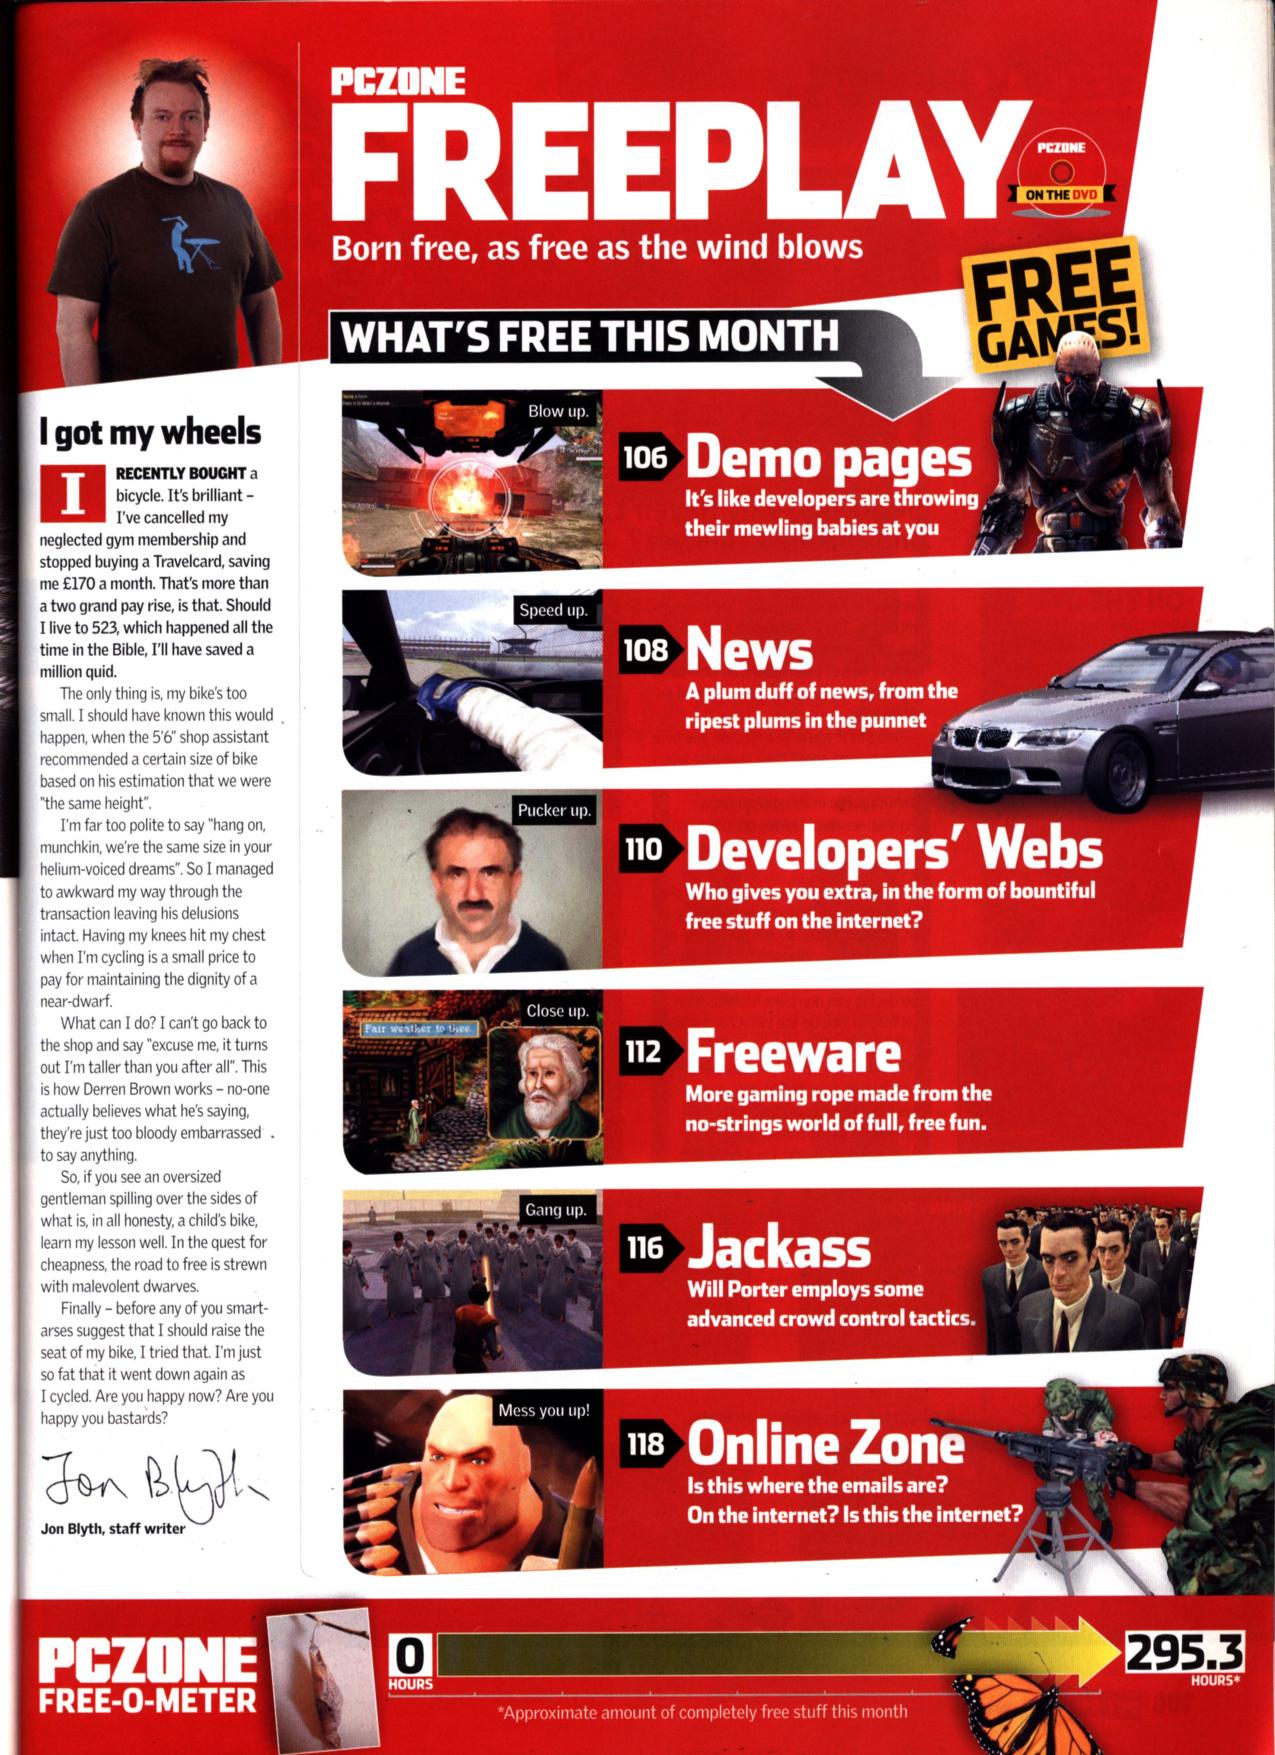 PCZONE
FREEPLAY
PCZONE
ON THE DVD
Born free, as free as the wind blows
FREE
GAMES!
WHAT'S FREE THIS MONTH
I got my wheels
I RECENTLY BOUGHT a
bicycle. It's brilliant –
I've cancelled my
neglected gym membership and
stopped buying a Travelcard, saving
me £170 a month. That's more than
a two grand pay rise, is that. Should
I live to 523, which happened all the
time in the Bible, I'll have saved a
million quid.
The only thing is, my bike's too
small. I should have known this would
happen, when the 5'6" shop assistant
recommended a certain size of bike
based on his estimation that we were
"the same height".
I'm far too polite to say "hang on,
munchkin, we're the same size in your
helium-voiced dreams". So I managed
to awkward my way through the
transaction leaving his delusions
intact. Having my knees hit my chest
when I'm cycling is a small price to
pay for maintaining the dignity of a
near-dwarf.
What can I do? I can't go back to
the shop and say "excuse me, it turns
out I'm taller than you after all". This
is how Derren Brown works – no-one
actually believes what he's saying,
they're just too bloody embarrassed
to say anything.
So, if you see an oversized
gentleman spilling over the sides of
what is, in all honesty, a child's bike,
learn my lesson well. In the quest for
cheapness, the road to free is strewn
with malevolent dwarves.
Finally – before any of you smart-
arses suggest that I should raise the
seat of my bike, I tried that. I'm just
so fat that it went down again as
I cycled. Are you happy now? Are you
happy you bastards?
Jon Blyth
Jon Blyth, staff writer
Blow up.
106 Demo pages
It's like developers are throwing
their mewling babies at you
Speed up.
108 News
A plum duff of news, from the
ripest plums in the punnet
Pucker up.
110 Developers' Webs
Who gives you extra, in the form of bountiful
free stuff on the internet?
Close up.
Fair weather to thee.
112 Freeware
More gaming rope made from the
no-strings world of full, free fun.
Gang up.
116 Jackass
Will Porter employs some
advanced crowd control tactics.
Mess you up!
118 Online Zone
Is this where the emails are?
On the internet? Is this the internet?
PCZONE
FREE-O-METER
0
HOURS
295.3
HOURS*
*Approximate amount of completely free stuff this month